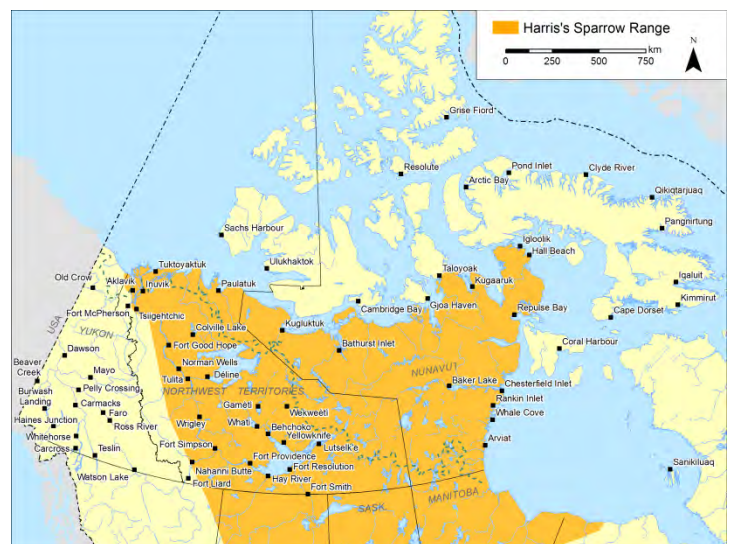 Harris's Sparrow Range
km
0 250 500 750
N
Grise Fiord
Resolute
Pond Inlet
Clyde River
Arctic Bay
Qikiqtarjuaq
Pangnirtung
Sachs Harbour
Igloolik
Hall Beach
Ulukhaktok
Tuktoyaktuk
Taloyoak
Old Crow
Aklavik
Inuvik
Paulatuk
Kugaaruk
Iqaluit
Kimmirut
Fort McPherson
Tsiigehtchic
Cambridge Bay
Gjoa Haven
Repulse Bay
Cape Dorset
USA
YUKON
Colville Lake
Kugluktuk
Coral Harbour
Dawson
Fort Good Hope
Bathurst Inlet
NUNAVUT
Beaver
Creek
Mayo
Norman Wells
Tulita
Déline
Baker Lake
Chesterfield Inlet
Burwash
Landing
Pelly Crossing
NORTHWEST TERRITORIES
Rankin Inlet
Carmacks
Faro
Gamètì
Wekweètì
Whale Cove
Haines Junction
Ross River
Wrigley
Whatì
Behchoko
Yellowknife
Whitehorse
Fort Simpson
Lutselk'e
Arviat
Carcross
Teslin
Fort Providence
Sanikiluaq
Watson Lake
Nahanni Butte
Fort Resolution
Fort Liard
Hay River
Fort Smith
SASK.
MANITOBA